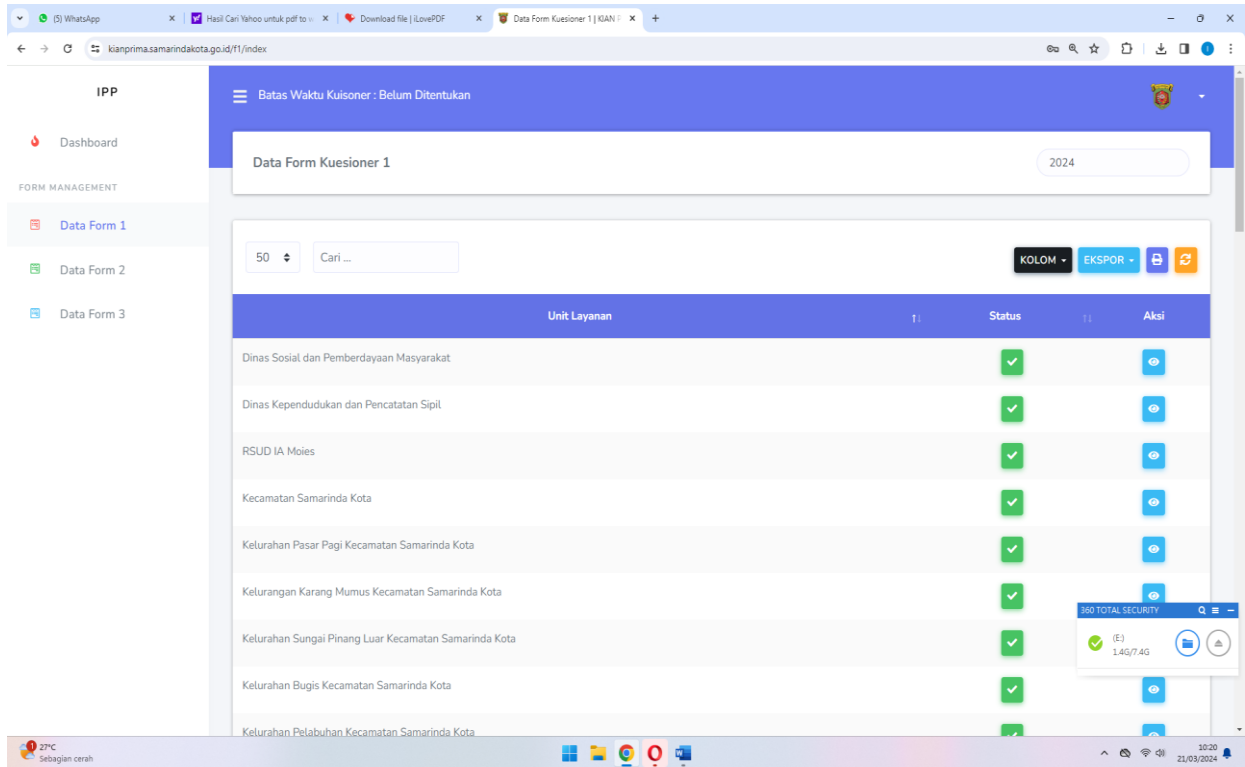 (5) WhatsApp
Hasil Cari Yahoo untuk pdf to w
Download file | iLovePDF
Data Form Kuesioner 1 | KIAN P
kianprima.samarindakota.go.id/f1/index
IPP
Batas Waktu Kuisoner : Belum Ditentukan
Dashboard
Data Form Kuesioner 1
2024
FORM MANAGEMENT
Data Form 1
Data Form 2
Data Form 3
50
Cari ...
KOLOM
EKSPOR
Unit Layanan Status Aksi
Dinas Sosial dan Pemberdayaan Masyarakat
Dinas Kependudukan dan Pencatatan Sipil
RSUD IA Moies
Kecamatan Samarinda Kota
Kelurahan Pasar Pagi Kecamatan Samarinda Kota
Kelurangan Karang Mumus Kecamatan Samarinda Kota
Kelurahan Sungai Pinang Luar Kecamatan Samarinda Kota
Kelurahan Bugis Kecamatan Samarinda Kota
Kelurahan Pelabuhan Kecamatan Samarinda Kota
360 TOTAL SECURITY
(E:)
1.4G/7.4G
1
27°C
Sebagian cerah
10:20
21/03/2024